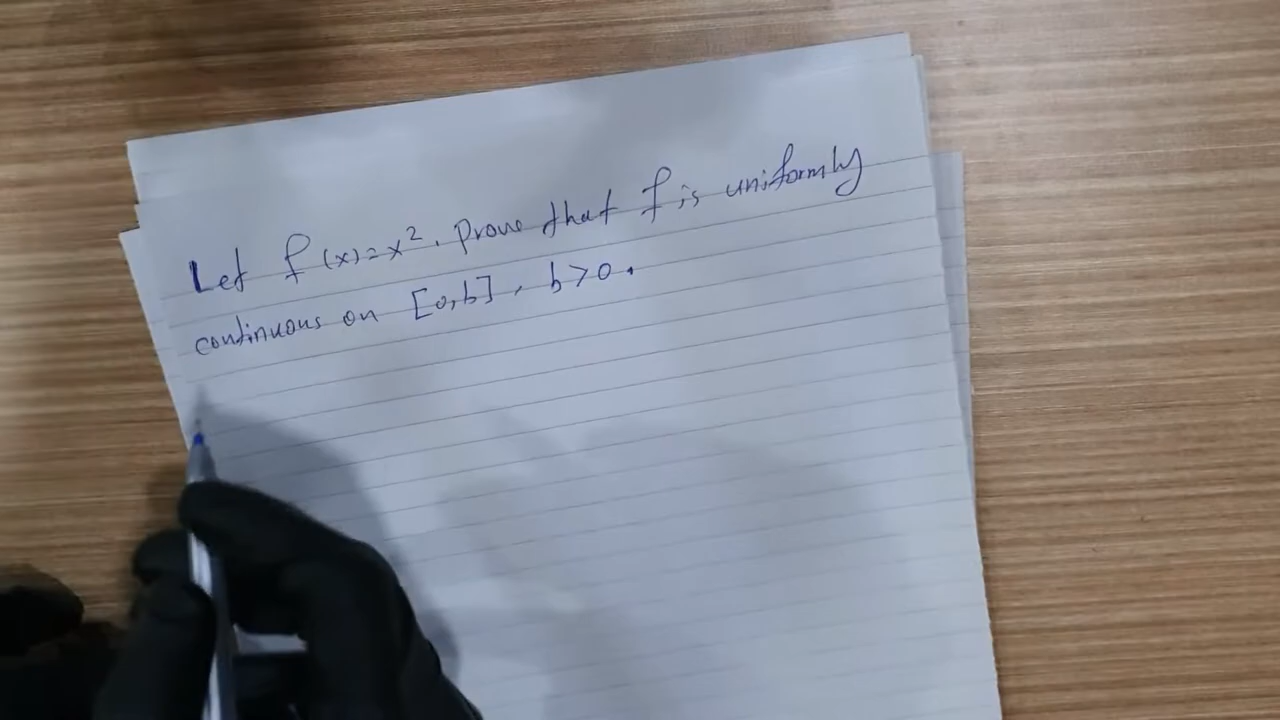 Let f(x)=x². Prove that f is uniformly
continuous on [0,b], b>0.